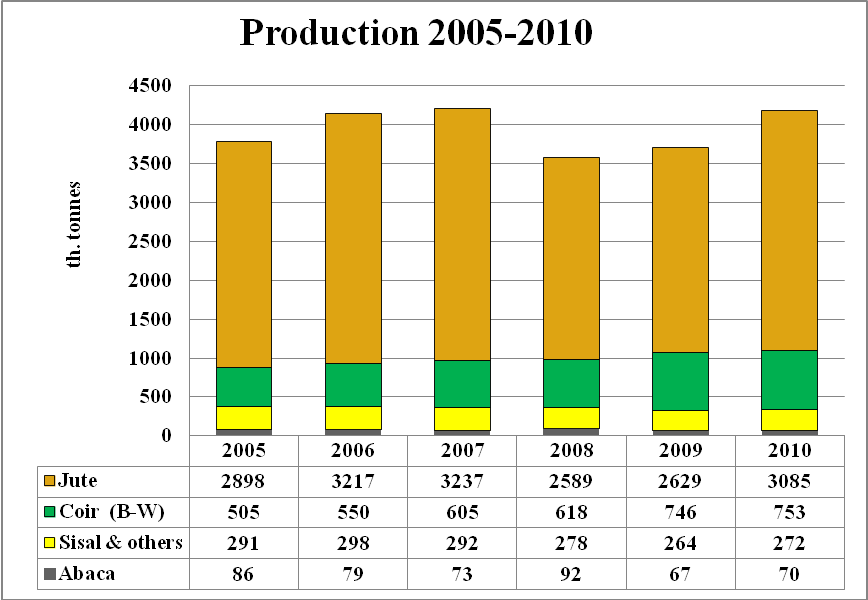 Production 2005-2010
4500
4000
3500
3000
2500
2000
1500
1000
500
0
th. tonnes
2005 2006 2007 2008 2009 2010
Jute 2898 3217 3237 2589 2629 3085
Coir (B-W) 505 550 605 618 746 753
Sisal & others 291 298 292 278 264 272
Abaca 86 79 73 92 67 70